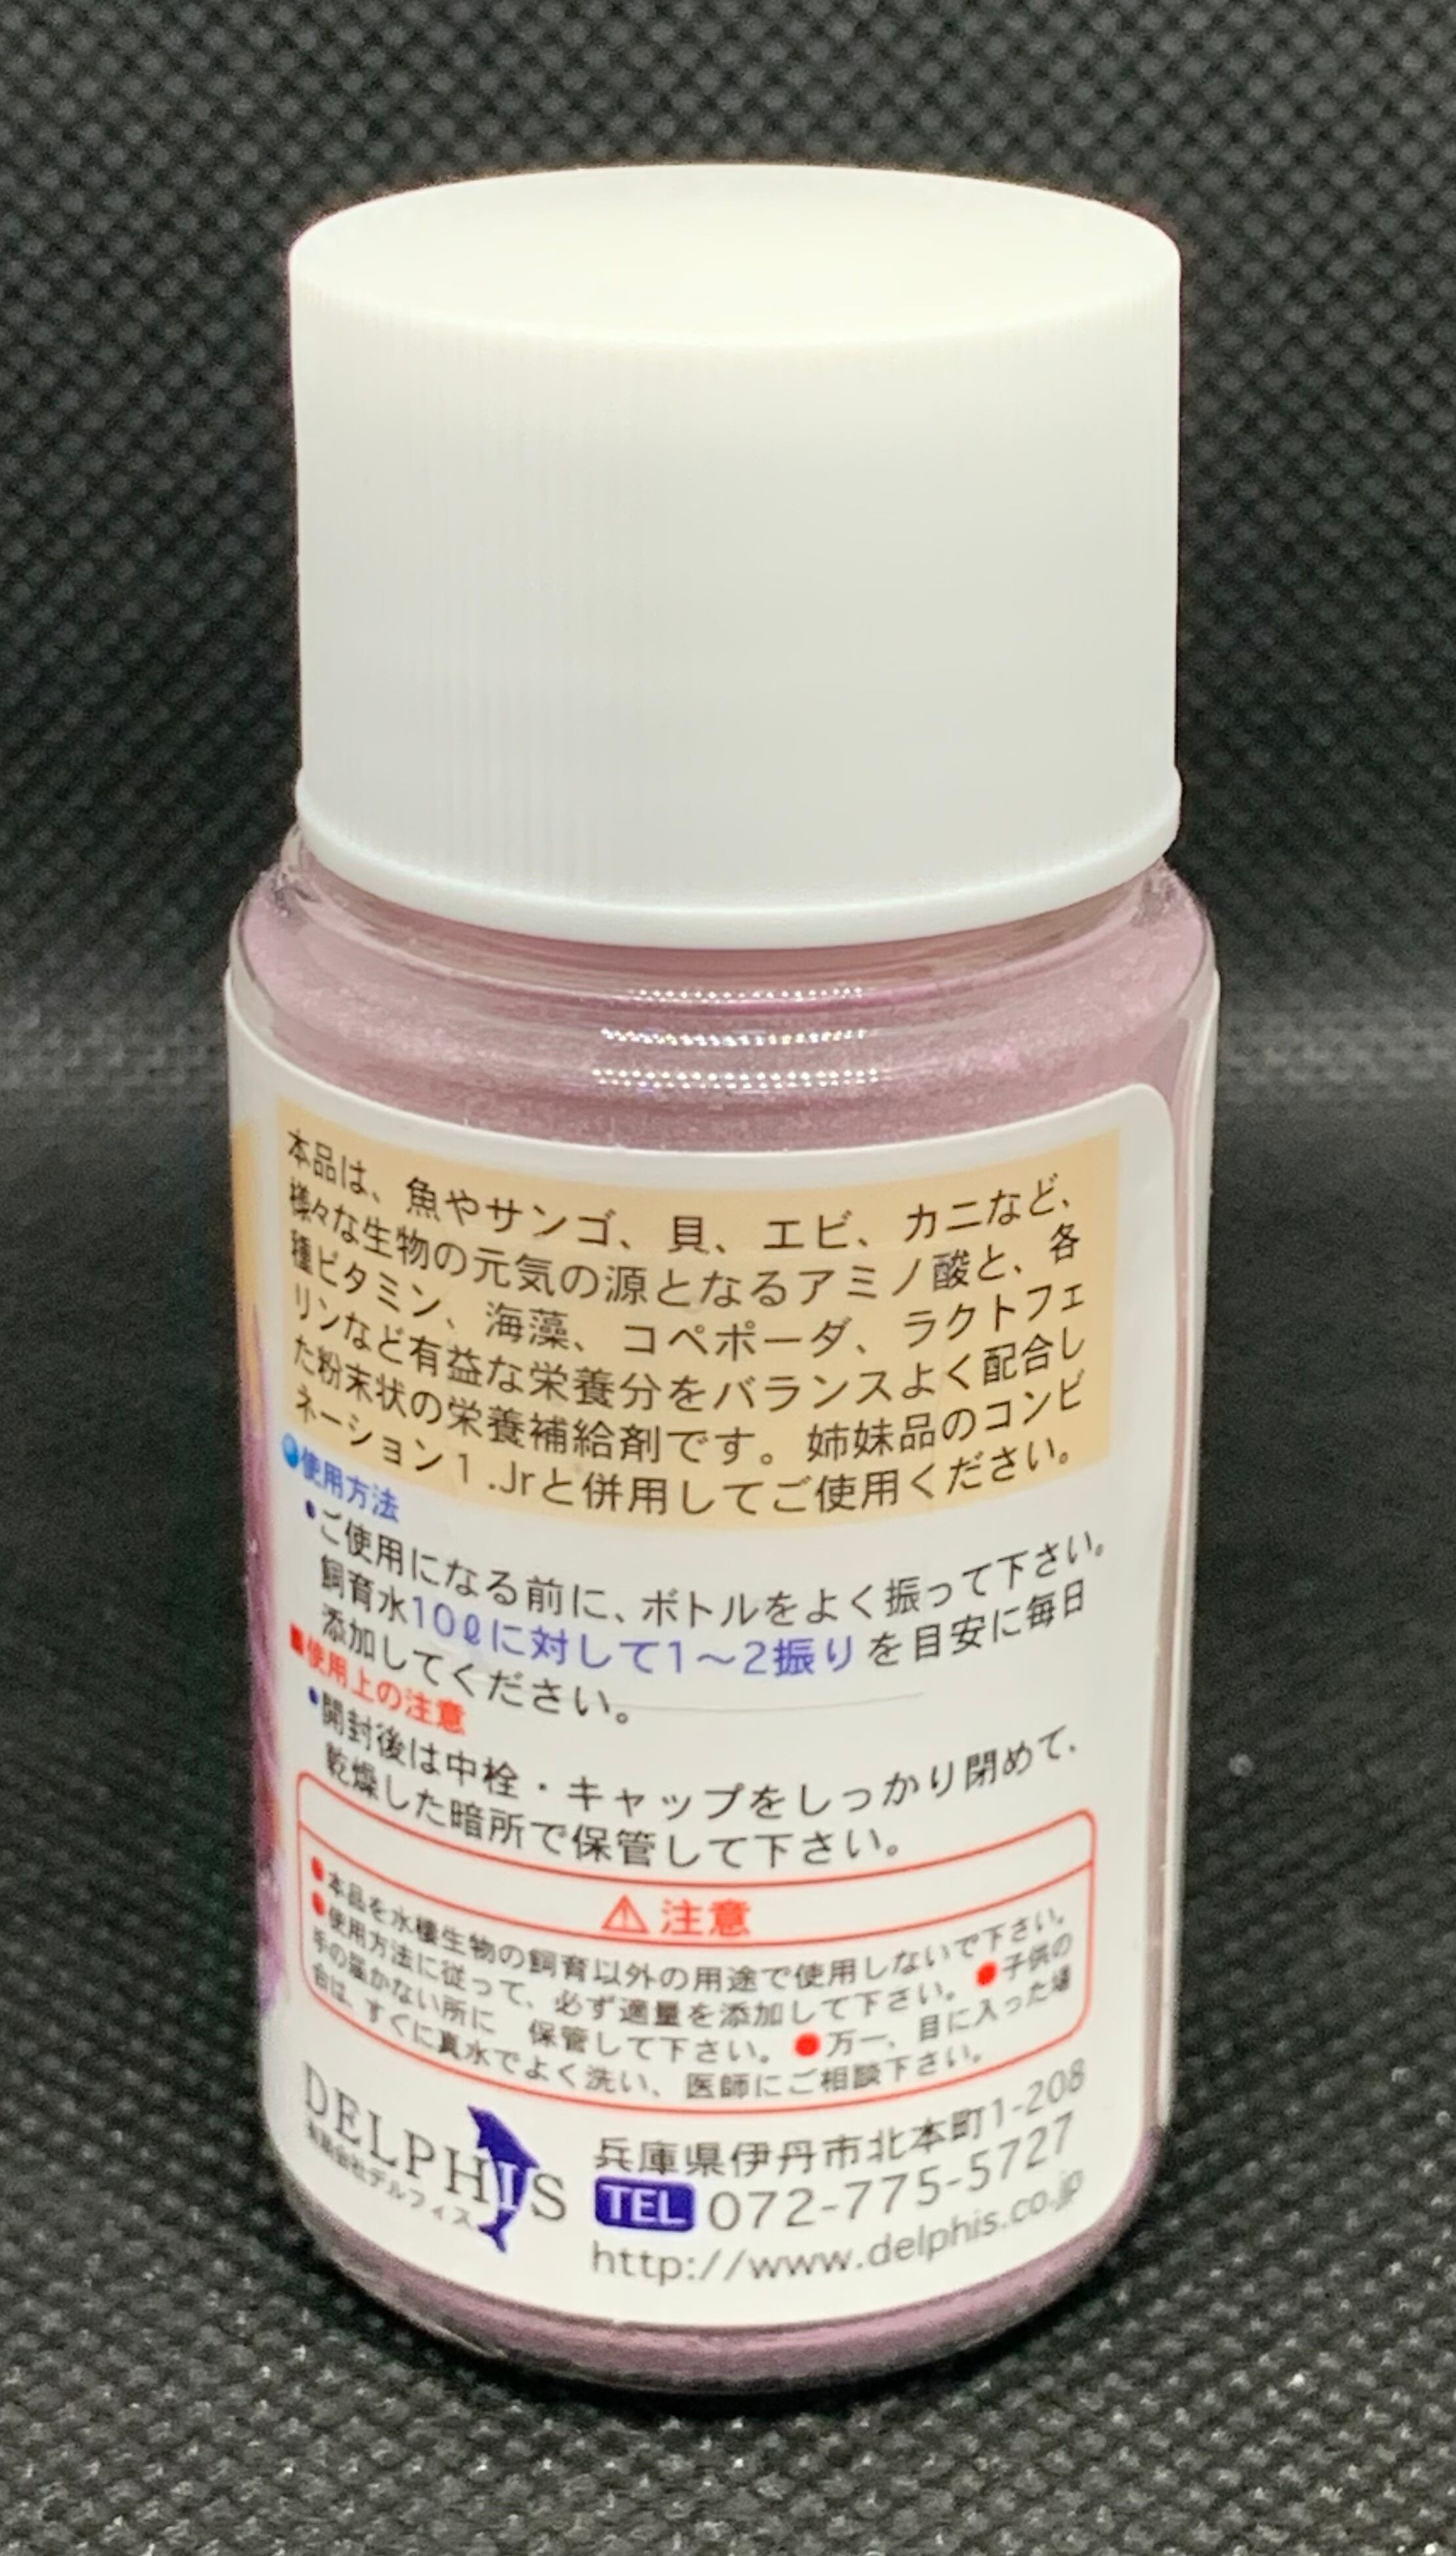 本品は、魚やサンゴ、貝、エビ、カニなど、
様々な生物の元気の源となるアミノ酸と、各
種ビタミン、海藻、コペポーダ、ラクトフェ
リンなど有益な栄養分をバランスよく配合し
た粉末状の栄養補給剤です。姉妹品のコンビ
ネーション1.Jrと併用してご使用ください。
使用方法
●ご使用になる前に、ボトルをよく振って下さい。
飼育水10ℓに対して1〜2振りを目安に毎日
添加してください。
■使用上の注意
●開封後は中栓・キャップをしっかり閉めて、
乾燥した暗所で保管して下さい。
⚠注意
●本品を水棲生物の飼育以外の用途で使用しないで下さい。
●使用方法に従って、必ず適量を添加して下さい。 ●子供の
手の届かない所に 保管して下さい。 ●万一、目に入った場
合は、すぐに真水でよく洗い、医師にご相談下さい。
DELPHIS
有限会社デルフィス
兵庫県伊丹市北本町1-208
TEL 072-775-5727
http://www.delphis.co.jp